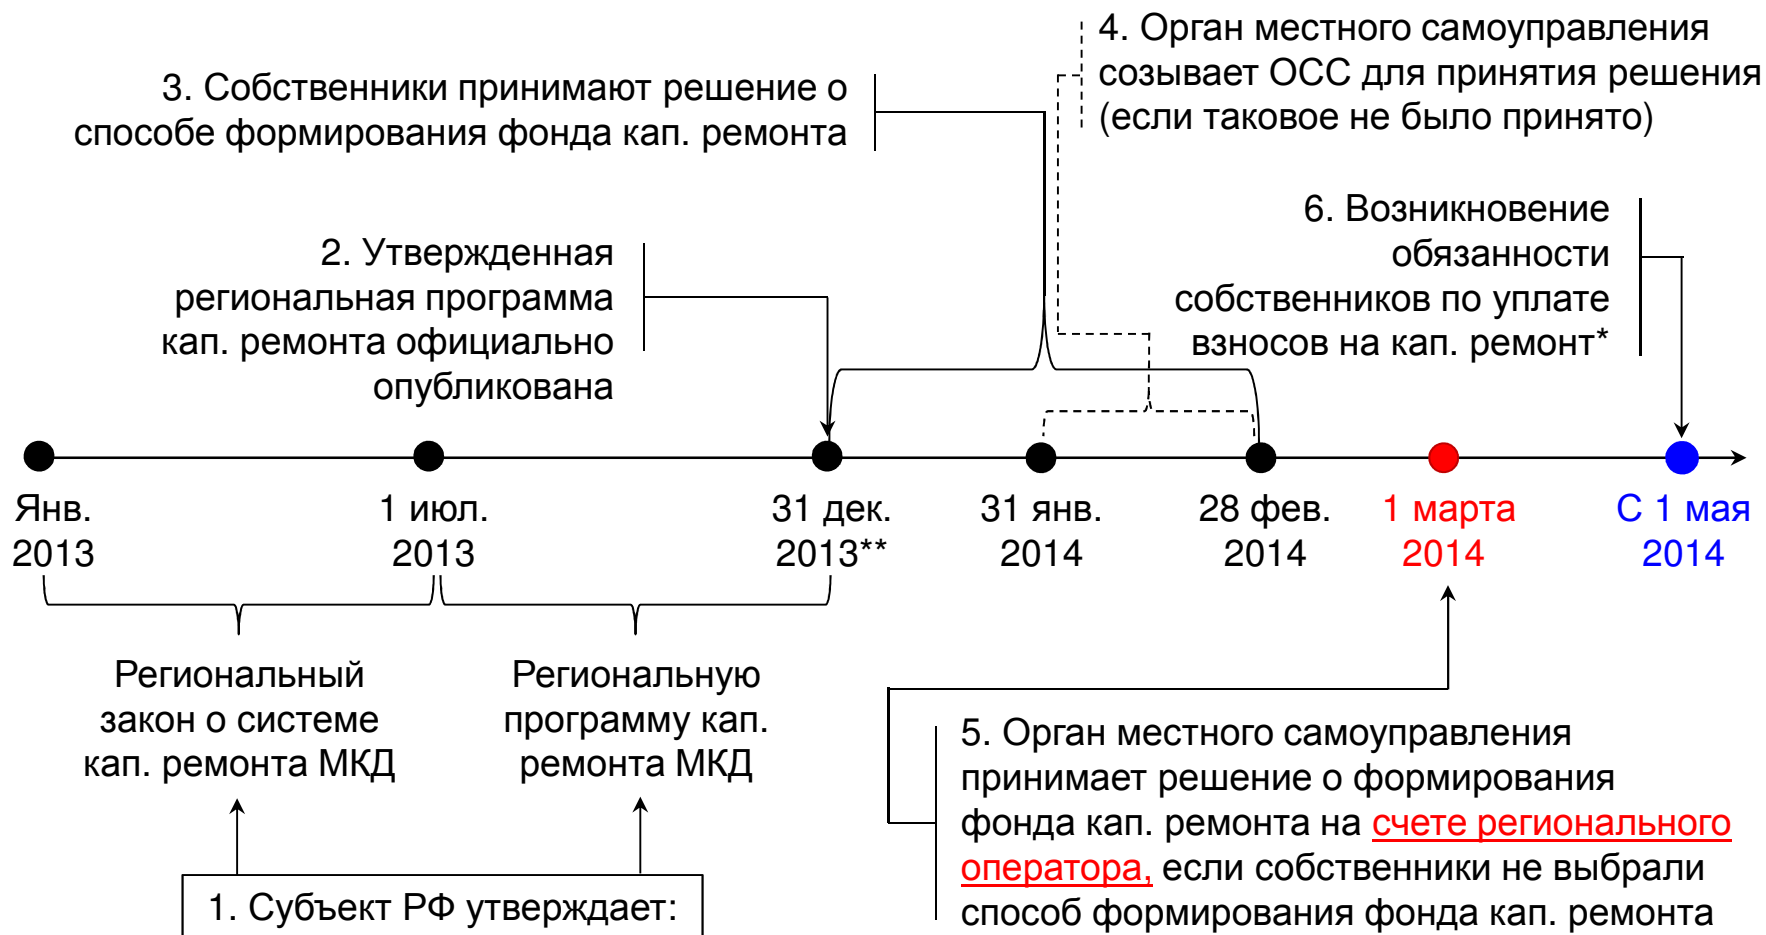 4. Орган местного самоуправления
созывает ОСС для принятия решения
(если таковое не было принято)
3. Собственники принимают решение о
способе формирования фонда кап. ремонта
6. Возникновение
обязанности
собственников по уплате
взносов на кап. ремонт*
2. Утвержденная
региональная программа
кап. ремонта официально
опубликована
Янв.
2013
1 июл.
2013
31 дек.
2013**
31 янв.
2014
28 фев.
2014
1 марта
2014
С 1 мая
2014
Региональный
закон о системе
кап. ремонта МКД
Региональную
программу кап.
ремонта МКД
5. Орган местного самоуправления
принимает решение о формирования
фонда кап. ремонта на счете регионального
оператора, если собственники не выбрали
способ формирования фонда кап. ремонта
1. Субъект РФ утверждает: